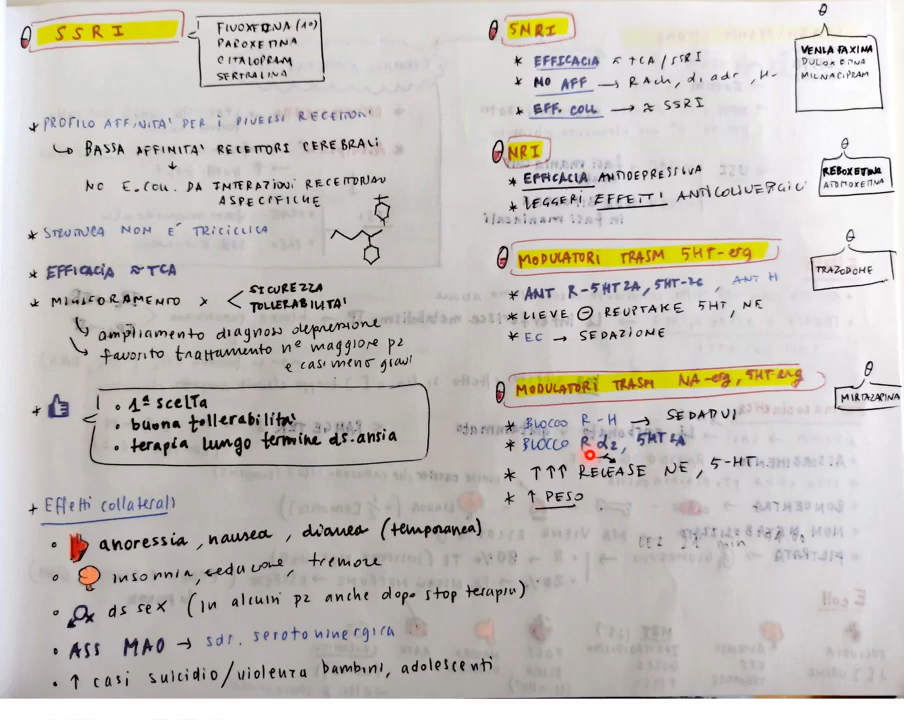 SSRI
FLUOXETINA (1°)
PAROXETINA
CITALOPRAM
SERTRALINA
* PROFILO AFFINITA' PER I DIVERSI RECETTORI
↳ BASSA AFFINITA' RECETTORI CEREBRALI
↓
NO E. COLL. DA INTERAZIONI RECETTORIALI
ASPECIFICHE
* STRUTTURA NON E' TRICICLICA
* EFFICACIA ≈ TCA
* MIGLIORAMENTO x < SICUREZZA
TOLLERABILITA'
↳ ampliamento diagnosi depressione
↳ favorito trattamento n° maggiore pz
e casi meno gravi
*
• 1ª scelta
• buona tollerabilità
• terapia lungo termine ds. ansia
+ Effetti collaterali
• anoressia, nausea, diarrea (temporanea)
• insonnia, sedazione, tremore
• ds sex (in alcuni pz anche dopo stop terapia)
• ASS MAO → sdr. serotoninergica
• ↑ casi suicidio/violenza bambini, adolescenti
SNRI
VENLAFAXINA
DULOXETINA
MILNACIPRAM
* EFFICACIA ≈ TCA/SSRI
* NO AFF → RACh, α1 adr, H1
* EFF. COLL → ≈ SSRI
NRI
REBOXETINA
ATOMOXETINA
* EFFICACIA ANTIDEPRESSIVA
* LEGGERI EFFETTI ANTICOLINERGICI
MODULATORI TRASM 5HT-erg
TRAZODONE
* ANT R-5HT2A, 5HT-2C, ANT H
* LIEVE ⊖ REUPTAKE 5HT, NE
* EC → SEDAZIONE
MODULATORI TRASM NA-erg, 5HT-erg
MIRTAZAPINA
* BLOCCO R-H → SEDATIVI
* BLOCCO R α2, 5HT2A
* ↑↑↑ RELEASE NE, 5-HT
* ↑ PESO